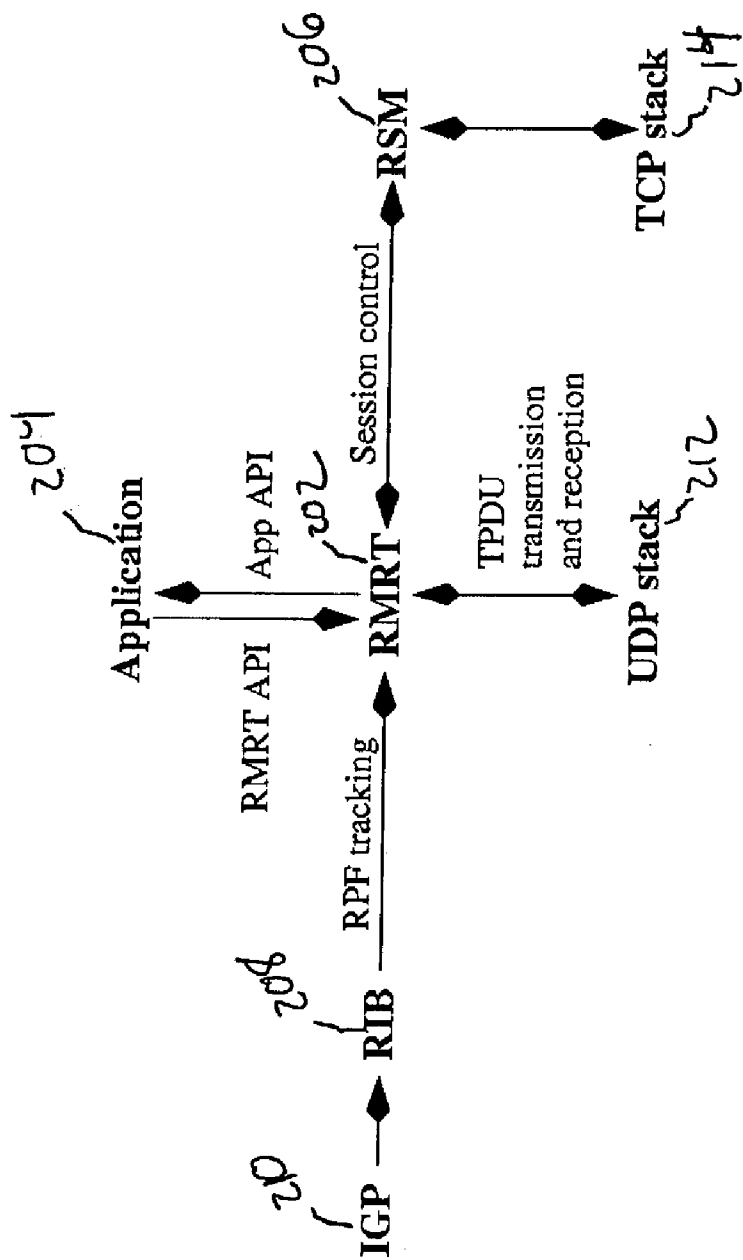 204
Application
RMRT API
App API
IGP
210
RIB
208
RPF tracking
RMRT
202
Session control
RSM
206
TPDU
transmission
and reception
UDP stack
212
TCP stack
214